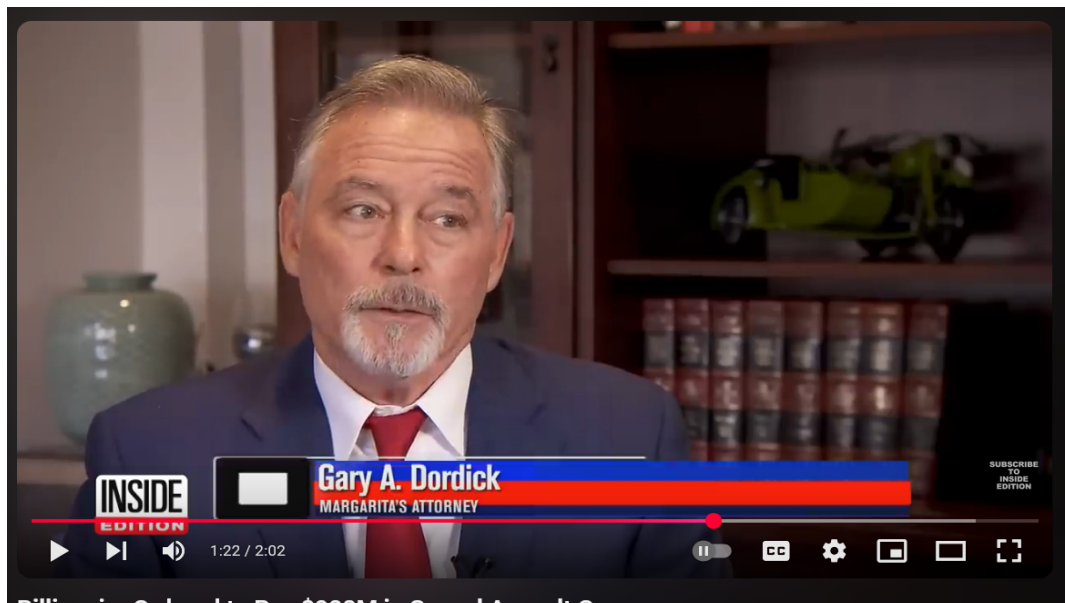 Gary A. Dordick
MARGARITA'S ATTORNEY
INSIDE
EDITION
SUBSCRIBE
TO
INSIDE
EDITION
1:22 / 2:02
CC